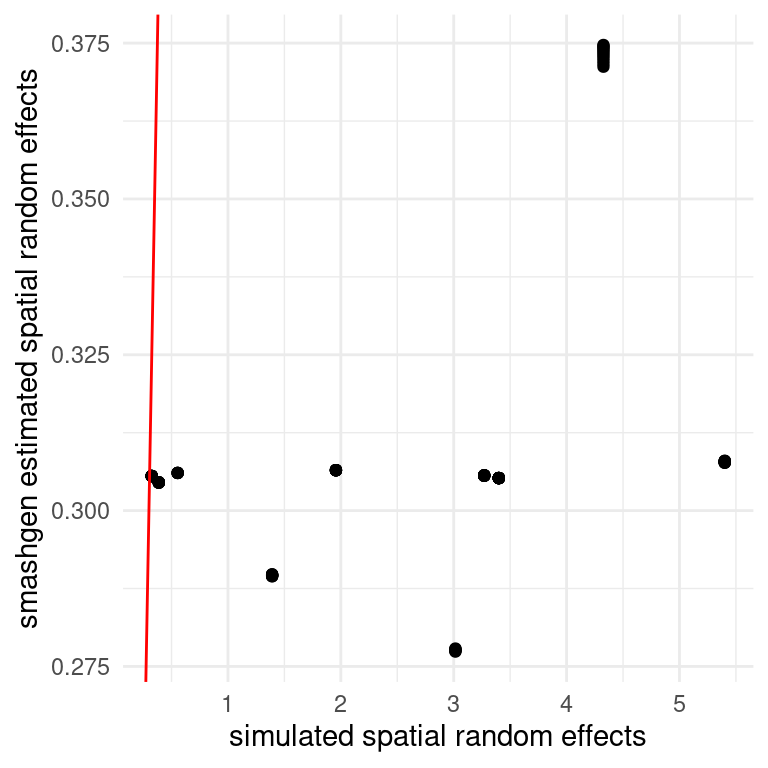 smashgen estimated spatial random effects
0.375
0.350
0.325
0.300
0.275
1 2 3 4 5
simulated spatial random effects